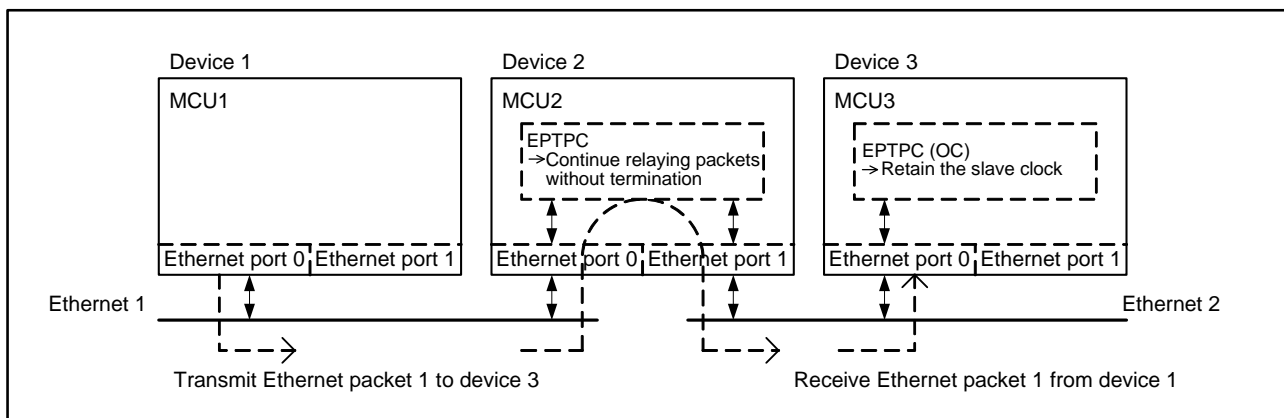 Device 1
Device 2
Device 3
MCU1
MCU2
MCU3
EPTPC
→Continue relaying packets
without termination
EPTPC (OC)
→Retain the slave clock
Ethernet port 0
Ethernet port 1
Ethernet port 0
Ethernet port 1
Ethernet port 0
Ethernet port 1
Ethernet 1
Ethernet 2
Transmit Ethernet packet 1 to device 3
Receive Ethernet packet 1 from device 1